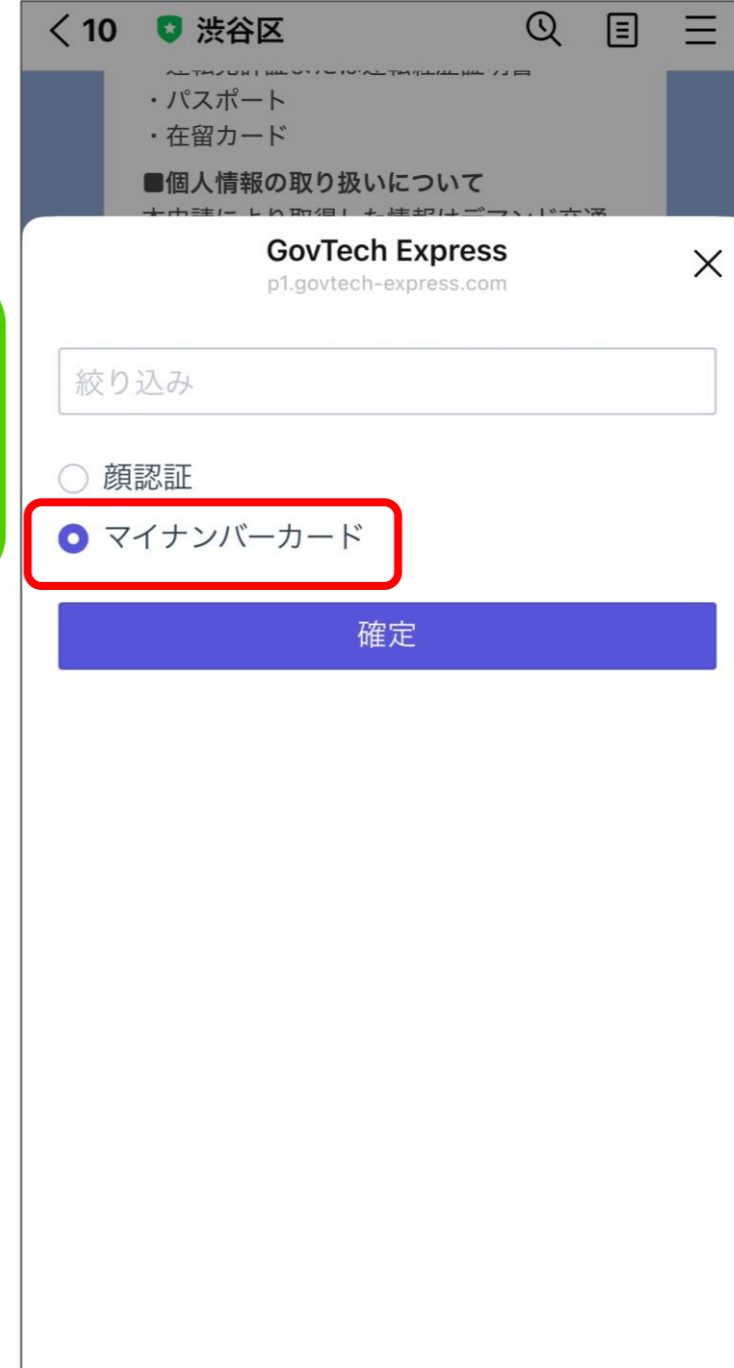 10 渋谷区
・パスポート
・在留カード
■個人情報の取り扱いについて
GovTech Express
p1.govtech-express.com
絞り込み
顔認証
マイナンバーカード
確定